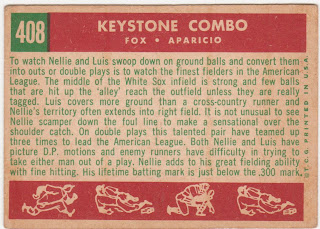 408
KEYSTONE COMBO
FOX • APARICIO
To watch Nellie and Luis swoop down on ground balls and convert them
into outs or double plays is to watch the finest fielders in the American
League. The middle of the White Sox infield is strong and few balls
that are hit up the 'alley' reach the outfield unless they are really
tagged. Luis covers more ground than a cross-country runner and
Nellie's territory often extends into right field. It is not unusual to see
Nellie scamper down the foul line to make a sensational over the
shoulder catch. On double plays this talented pair have teamed up
three times to lead the American League. Both Nellie and Luis have
picture D.P. motions and enemy runners have difficulty in trying to
take either man out of a play. Nellie adds to his great fielding ability
with fine hitting. His lifetime batting mark is just below the .300 mark.
©T.C.G. PRINTED IN U.S.A.